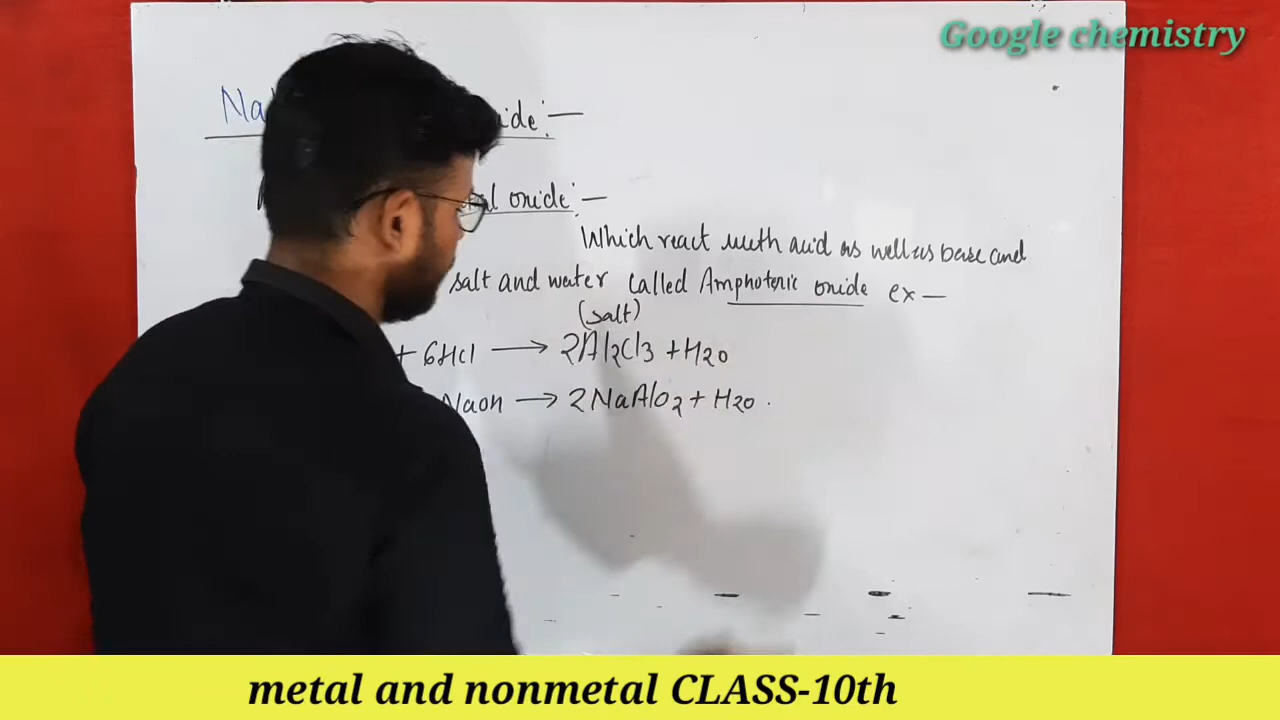 Google chemistry
Na ide:—
al oxide:—
Which react with acid as well as base and
salt and water called Amphoteric oxide ex—
(salt)
+ 6HCl ⟶ 2Al2Cl3 + H2O
NaOH ⟶ 2NaAlO2 + H2O.
metal and nonmetal CLASS-10th